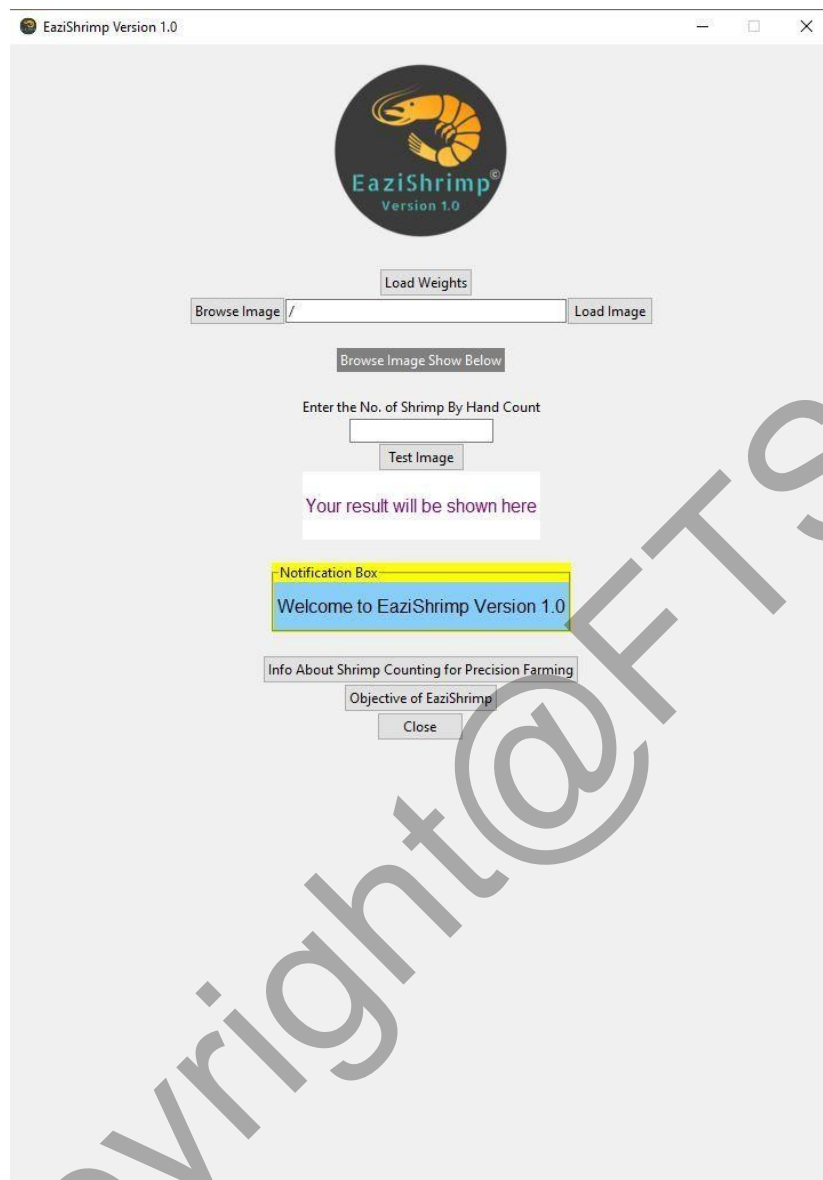 EaziShrimp Version 1.0
EaziShrimp©
Version 1.0
Load Weights
Browse Image / Load Image
Browse Image Show Below
Enter the No. of Shrimp By Hand Count
Test Image
Your result will be shown here
Notification Box
Welcome to EaziShrimp Version 1.0
Info About Shrimp Counting for Precision Farming
Objective of EaziShrimp
Close
pyright@FTS